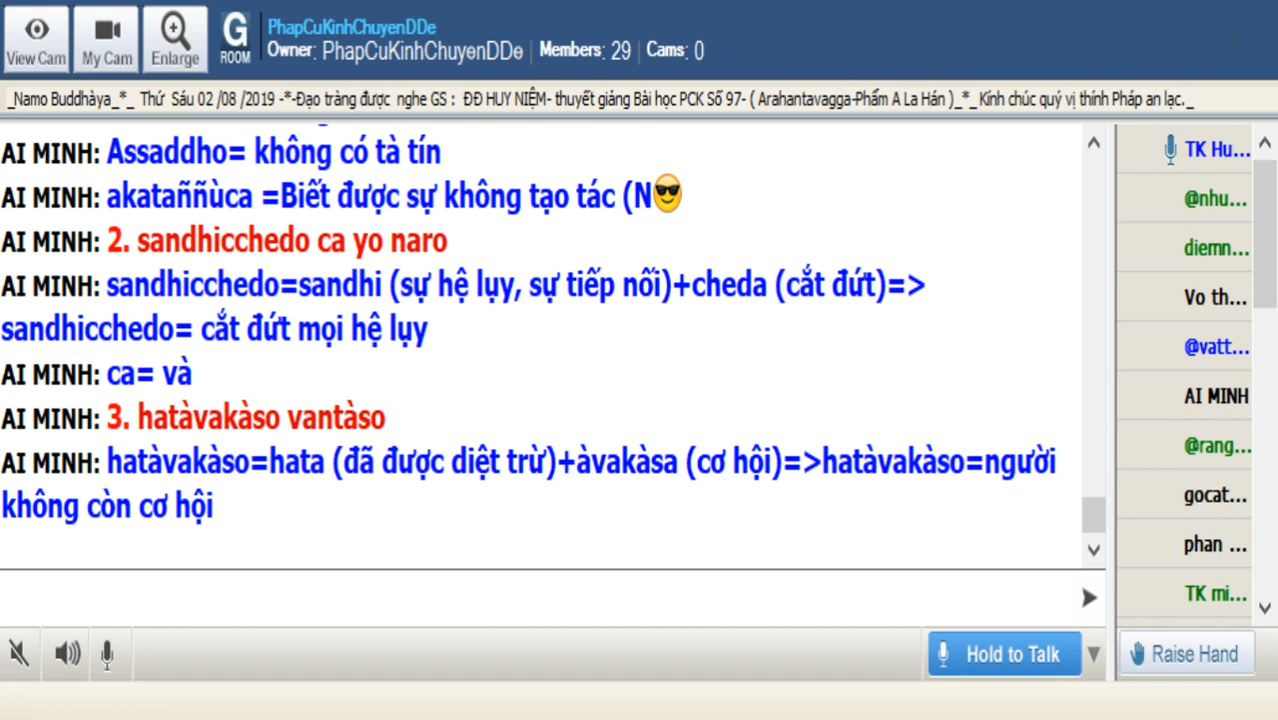 PhapCuKinhChuyenDDe
Owner: PhapCuKinhChuyenDDe | Members: 29 | Cams: 0
View Cam
My Cam
Enlarge
G
ROOM
_Namo Buddhàya_*_ Thứ Sáu 02 /08 /2019 -*-Đạo tràng được nghe GS : ĐĐ HUY NIỆM- thuyết giảng Bài học PCK Số 97- ( Arahantavagga-Phẩm A La Hán )_*_ Kính chúc quý vị thính Pháp an lạc._
AI MINH: Assaddho= không có tà tín
AI MINH: akataññùca =Biết được sự không tạo tác (N
AI MINH: 2. sandhicchedo ca yo naro
AI MINH: sandhicchedo=sandhi (sự hệ lụy, sự tiếp nối)+cheda (cắt đứt)=>
sandhicchedo= cắt đứt mọi hệ lụy
AI MINH: ca= và
AI MINH: 3. hatàvakàso vantàso
AI MINH: hatàvakàso=hata (đã được diệt trừ)+àvakàsa (cơ hội)=>hatàvakàso=người
không còn cơ hội
TK Hu...
@nhu...
diemn...
Vo th...
@vatt...
AI MINH
@rang...
gocat...
phan ...
TK mi...
Hold to Talk
Raise Hand